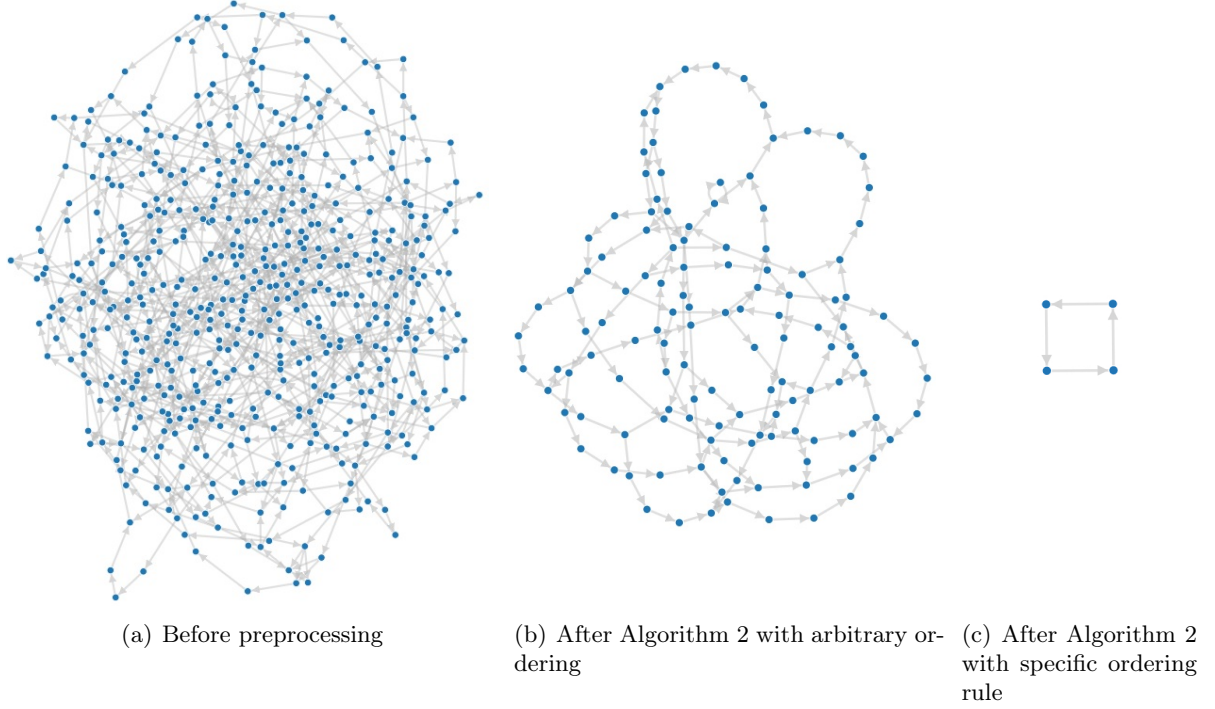 (a) Before preprocessing
(b) After Algorithm 2 with arbitrary or-
dering
(c) After Algorithm 2
with specific ordering
rule